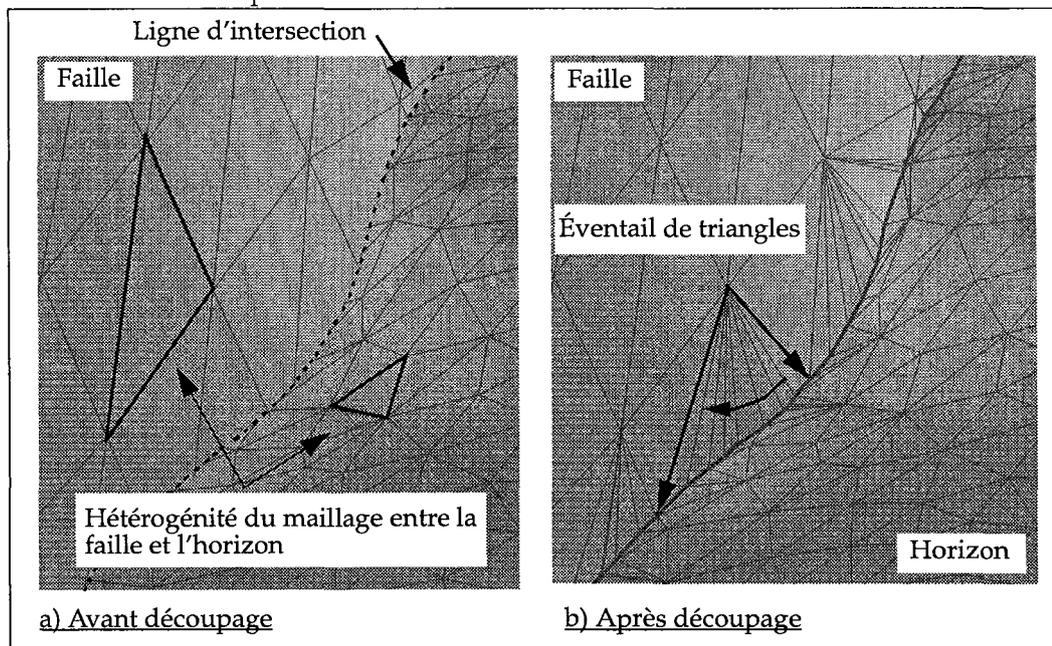 Ligne d'intersection
Faille
Hétérogénité du maillage entre la
faille et l'horizon
a) Avant découpage
Faille
Éventail de triangles
Horizon
b) Après découpage